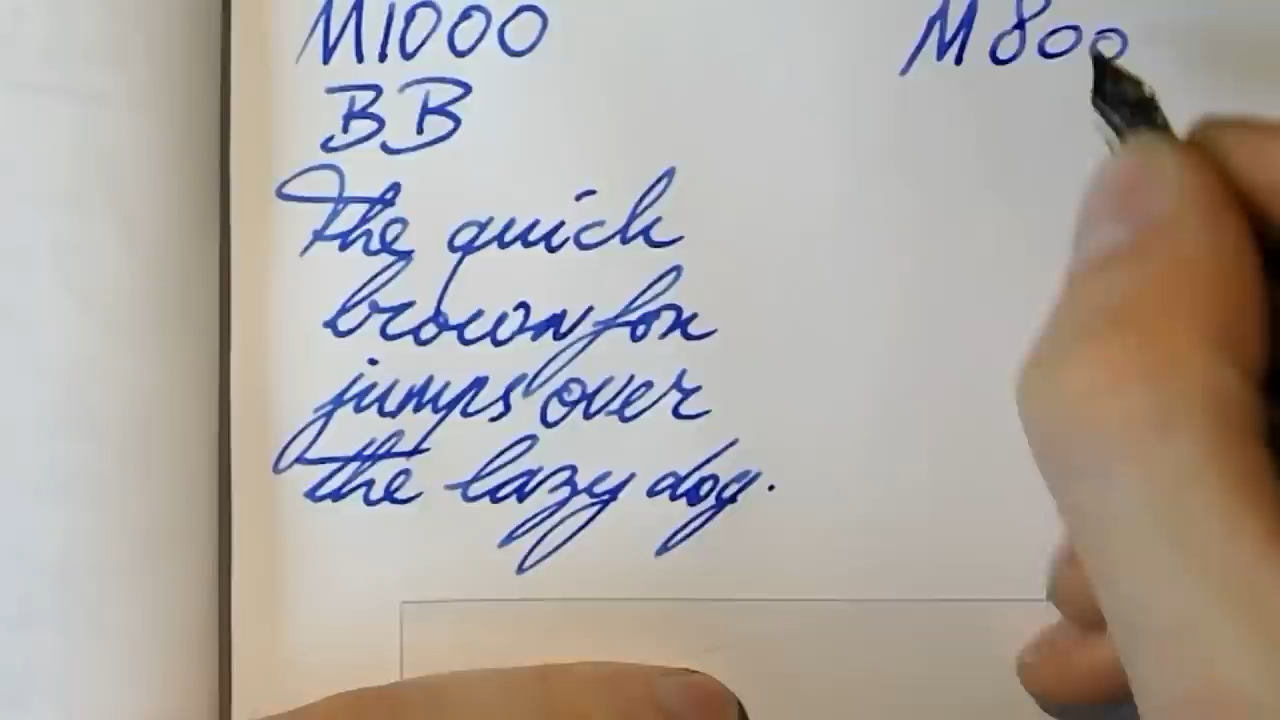 M1000
M800
BB
The quick
brown fox
jumps over
the lazy dog.